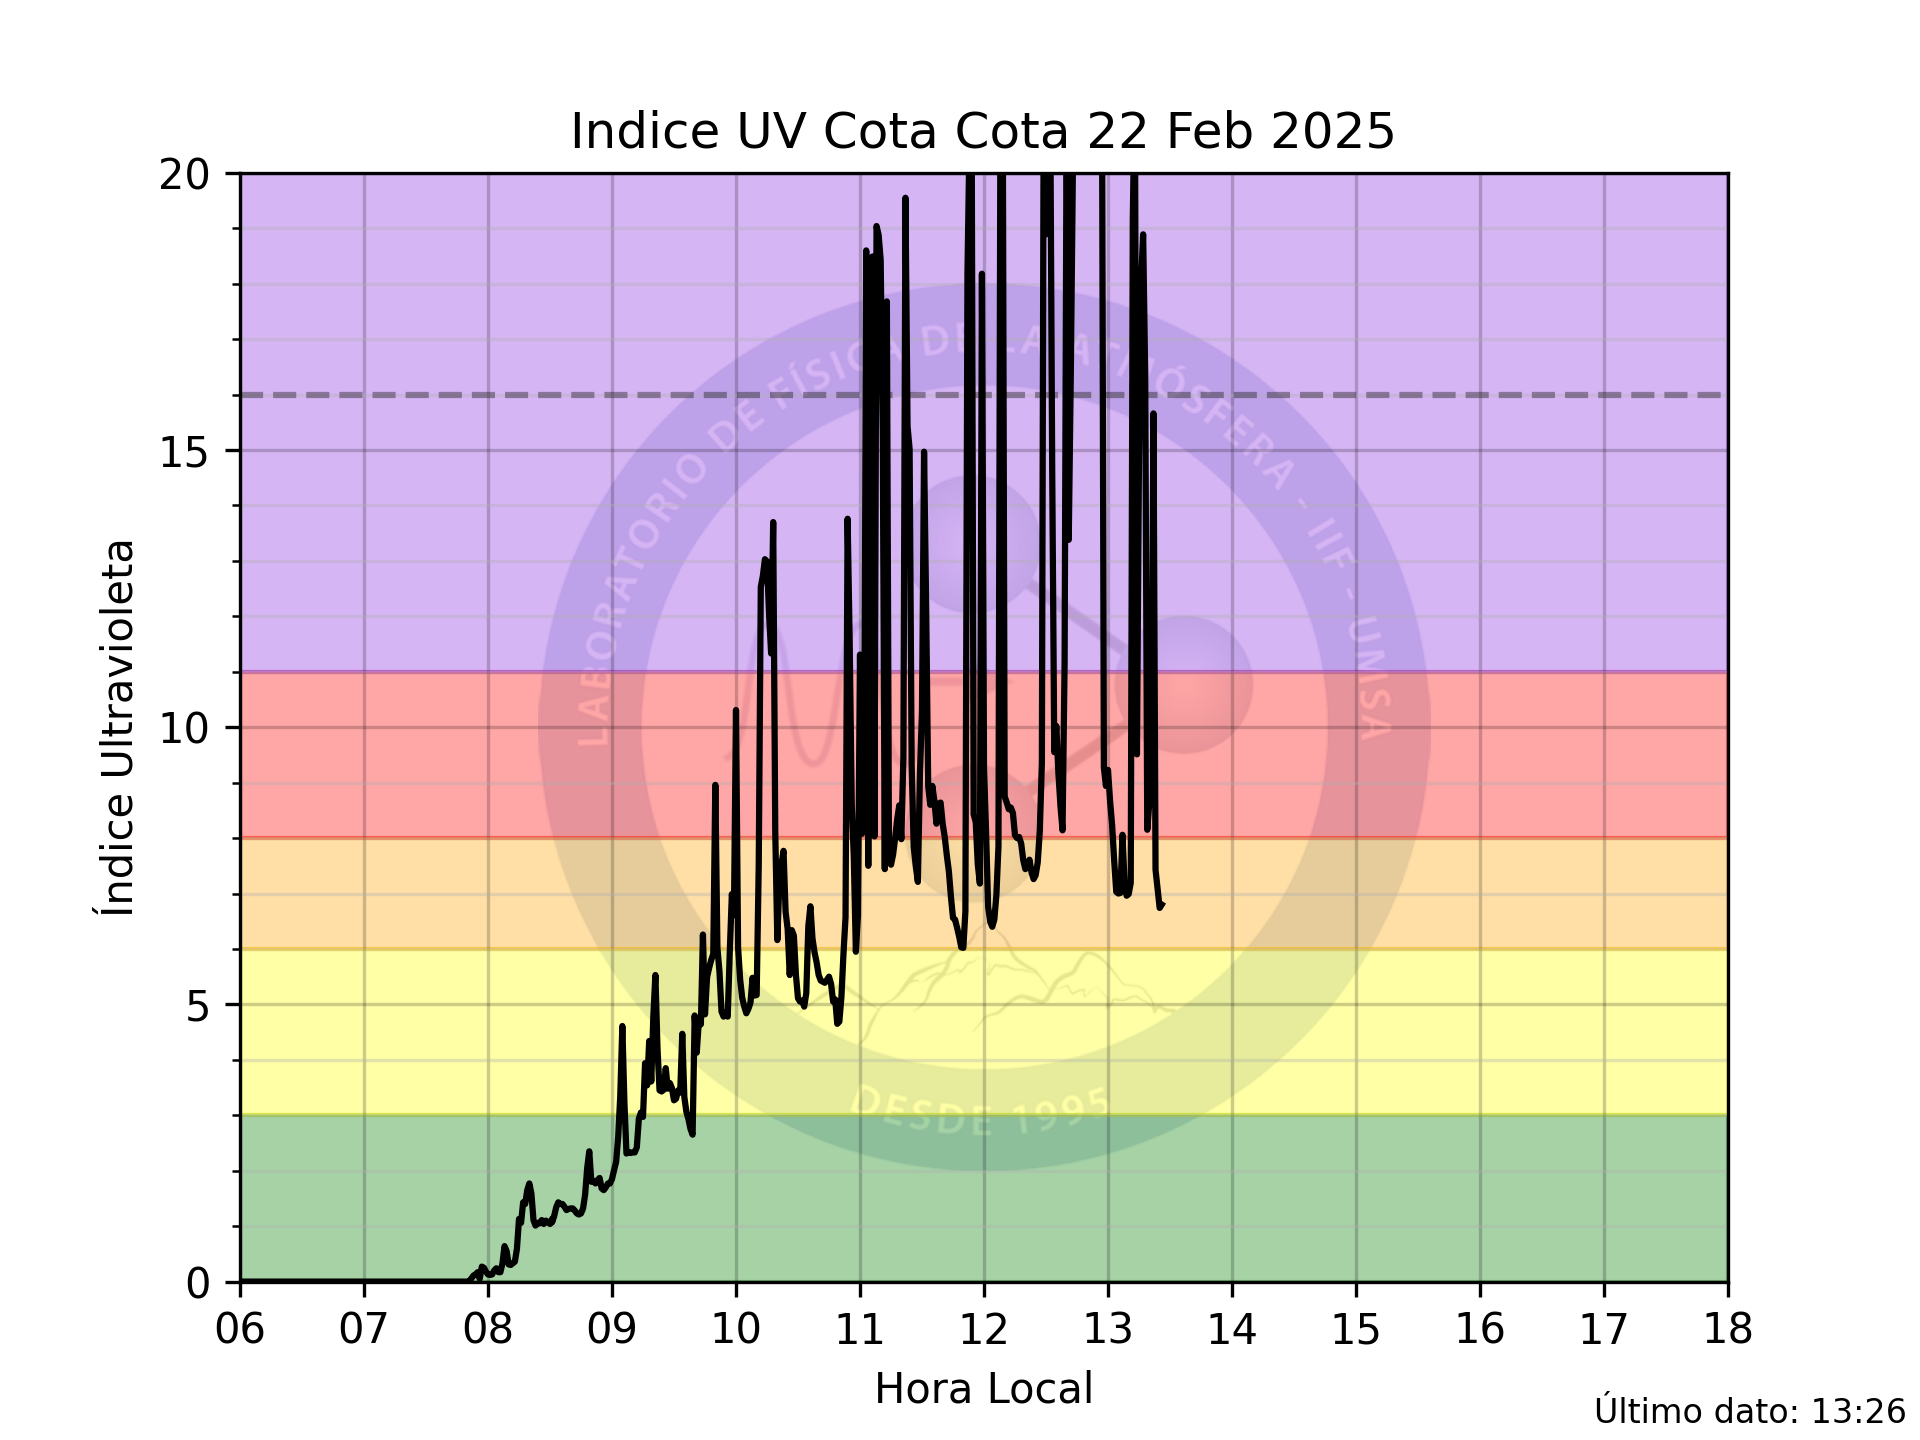 Indice UV Cota Cota 22 Feb 2025
20
15
10
5
0
Índice Ultravioleta
LABORATORIO DE FÍSICA DE LA ATMÓSFERA - IIF - UMSA
DESDE 1995
06 07 08 09 10 11 12 13 14 15 16 17 18
Hora Local
Último dato: 13:26